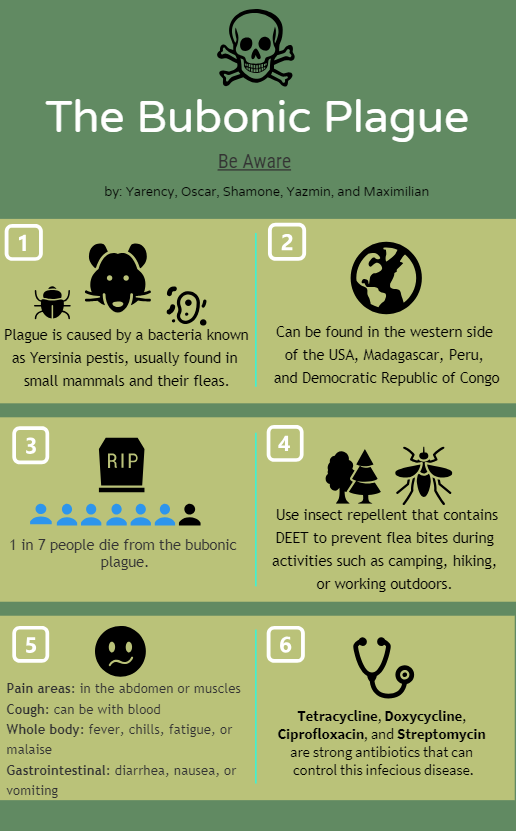 The Bubonic Plague
Be Aware
by: Yarency, Oscar, Shamone, Yazmin, and Maximilian
1
Plague is caused by a bacteria known
as Yersinia pestis, usually found in
small mammals and their fleas.
2
Can be found in the western side
of the USA, Madagascar, Peru,
and Democratic Republic of Congo
3
RIP
1 in 7 people die from the bubonic
plague.
4
Use insect repellent that contains
DEET to prevent flea bites during
activities such as camping, hiking,
or working outdoors.
5
Pain areas: in the abdomen or muscles
Cough: can be with blood
Whole body: fever, chills, fatigue, or
malaise
Gastrointestinal: diarrhea, nausea, or
vomiting
6
Tetracycline, Doxycycline,
Ciprofloxacin, and Streptomycin
are strong antibiotics that can
control this infecious disease.